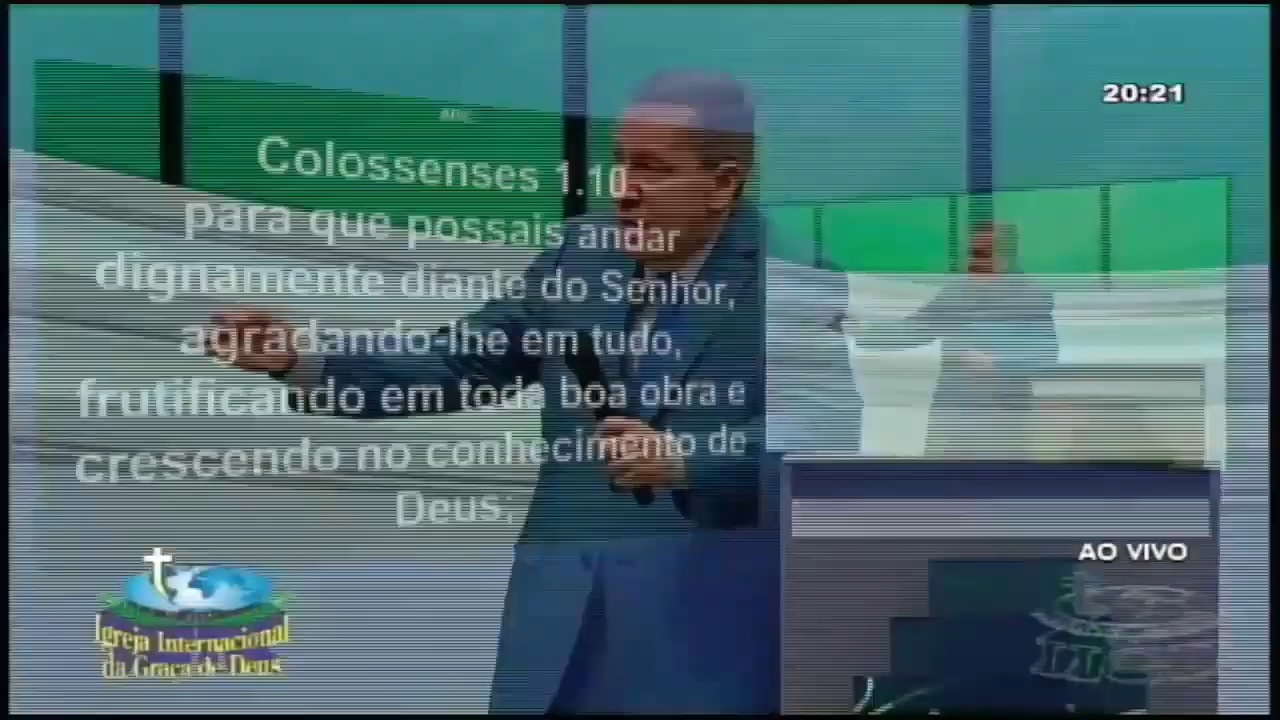 20:21
Colossenses 1.10
para que possais andar
dignamente diante do Senhor,
agradando-lhe em tudo,
frutificando em toda boa obra e
crescendo no conhecimento de
Deus;
AO VIVO
Igreja Internacional
da Graça de Deus